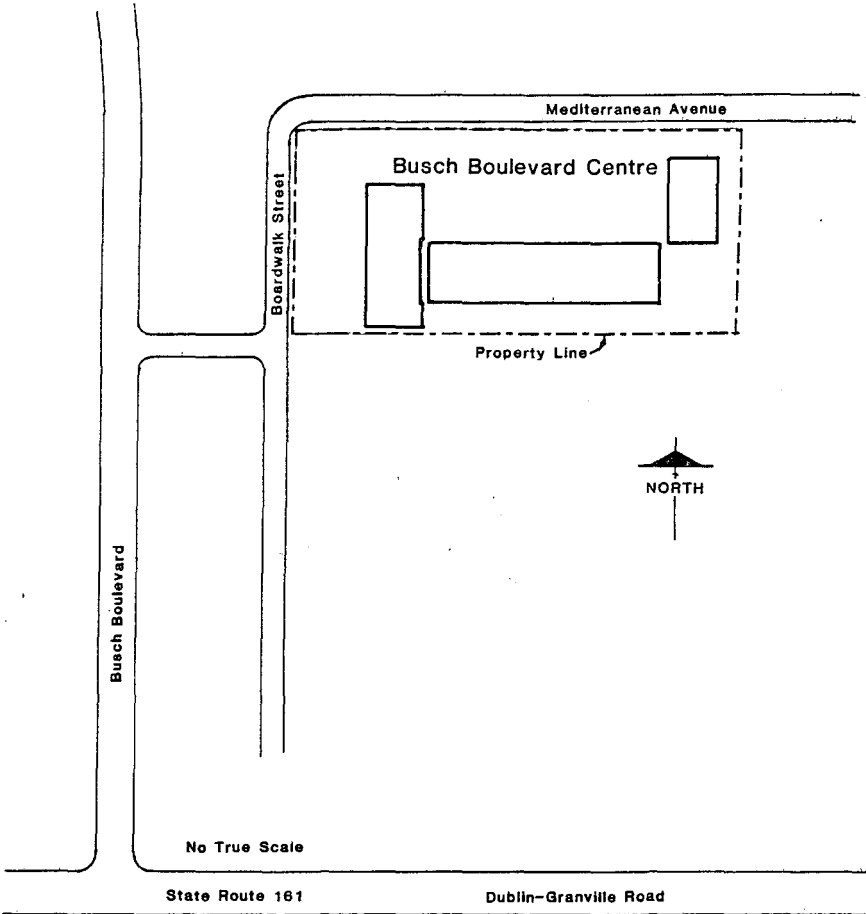 Mediterranean Avenue
Busch Boulevard Centre
Boardwalk Street
Property Line
NORTH
Busch Boulevard
No True Scale
State Route 161
Dublin-Granville Road